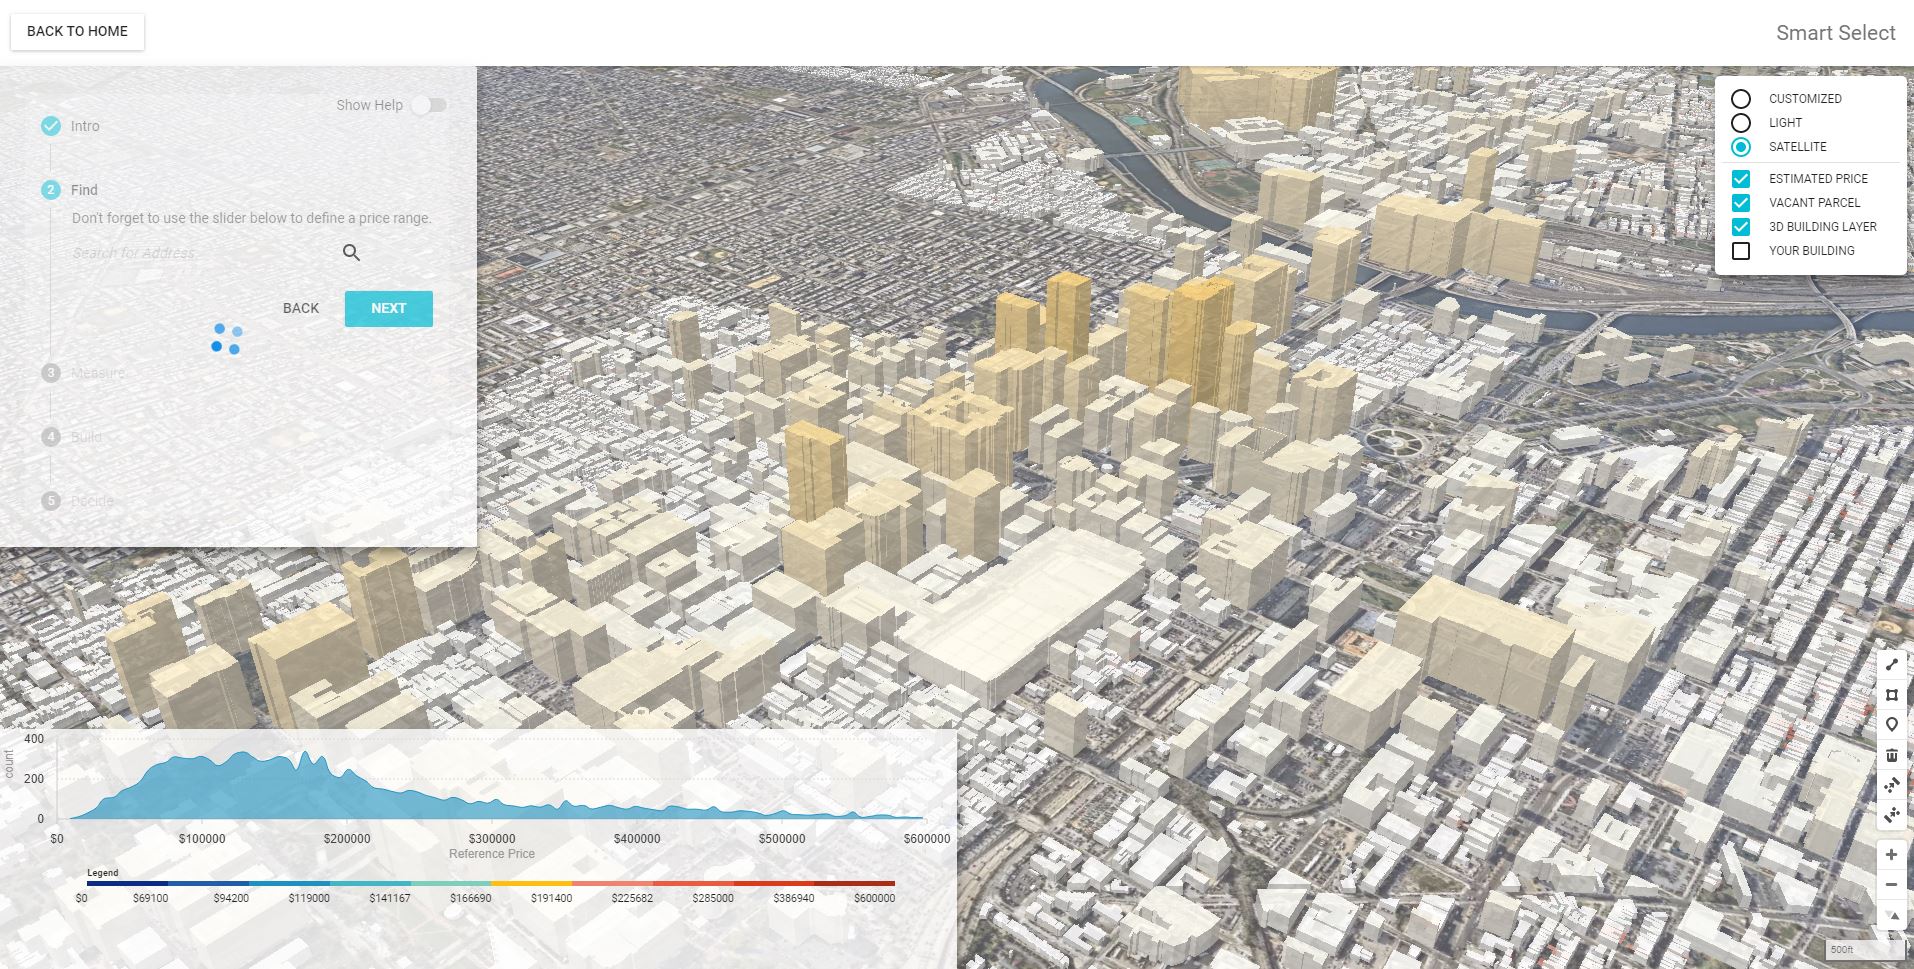 BACK TO HOME
Smart Select
Show Help
Intro
2 Find
Don't forget to use the slider below to define a price range.
Search for Address
BACK
NEXT
3 Measure
4 Build
5 Decide
CUSTOMIZED
LIGHT
SATELLITE
ESTIMATED PRICE
VACANT PARCEL
3D BUILDING LAYER
YOUR BUILDING
400
200
0
count
$0 $100000 $200000 $300000 $400000 $500000 $600000
Reference Price
Legend
$0 $69100 $94200 $119000 $141167 $166690 $191400 $225682 $285000 $386940 $600000
500ft